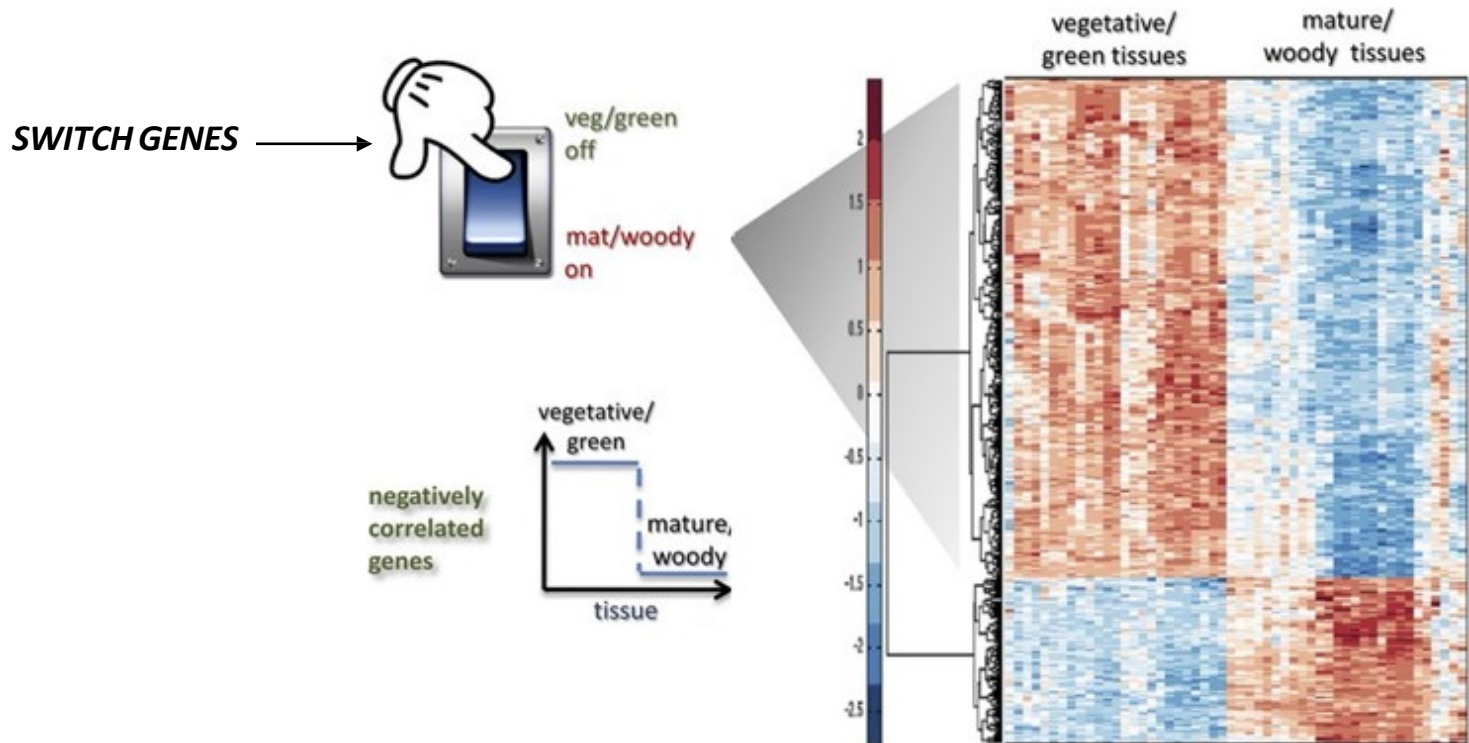 vegetative/
green tissues
mature/
woody tissues
SWITCH GENES
veg/green
off
mat/woody
on
2
1.5
1
0.5
0
-0.5
-1
-1.5
-2
-2.5
vegetative/
green
negatively
correlated
genes
mature/
woody
tissue